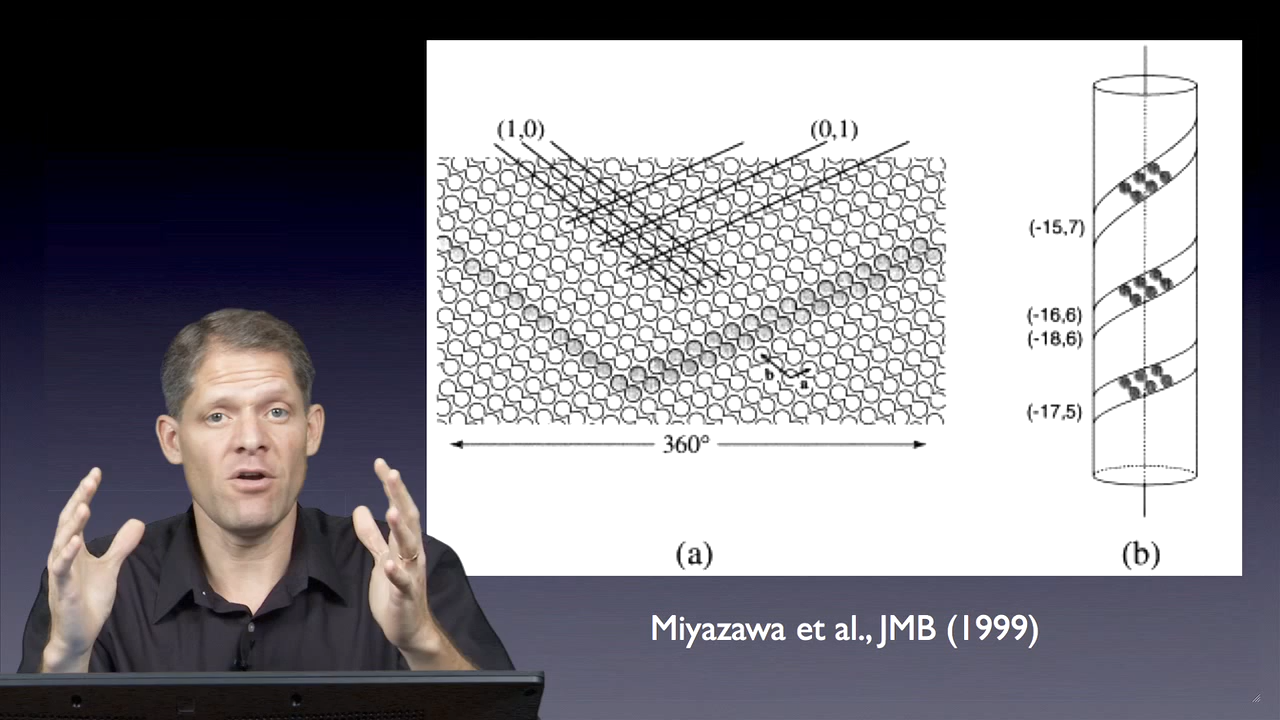 (1,0)
(0,1)
b
a
360°
(a)
(-15,7)
(-16,6)
(-18,6)
(-17,5)
(b)
Miyazawa et al., JMB (1999)